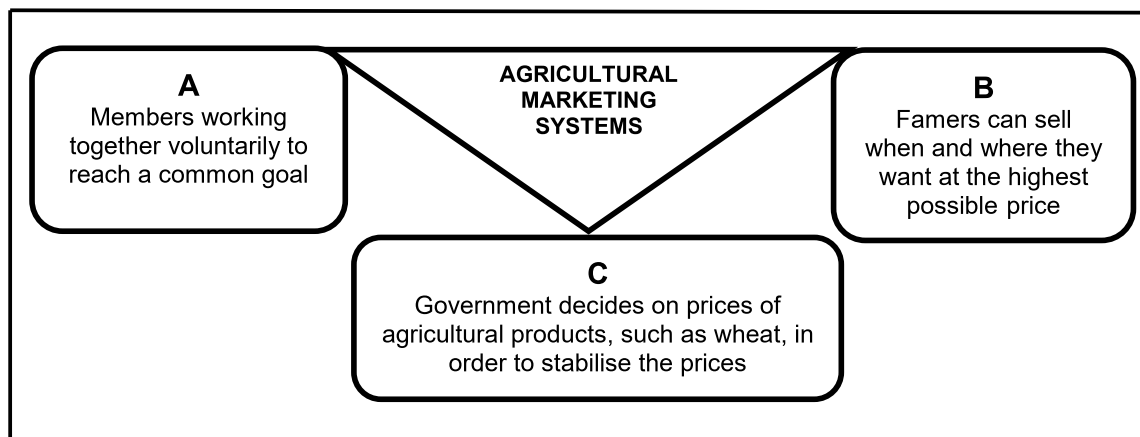 A
Members working
together voluntarily to
reach a common goal
AGRICULTURAL
MARKETING
SYSTEMS
B
Famers can sell
when and where they
want at the highest
possible price
C
Government decides on prices of
agricultural products, such as wheat, in
order to stabilise the prices